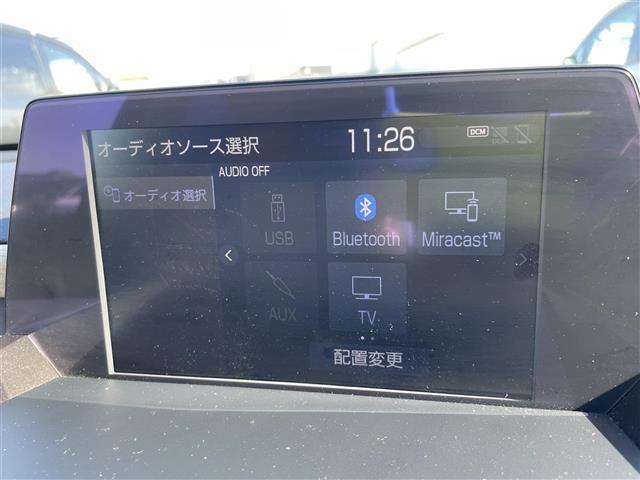 オーディオソース選択 11:26 DCM
AUDIO OFF
オーディオ選択
USB Bluetooth Miracast™
AUX TV
配置変更